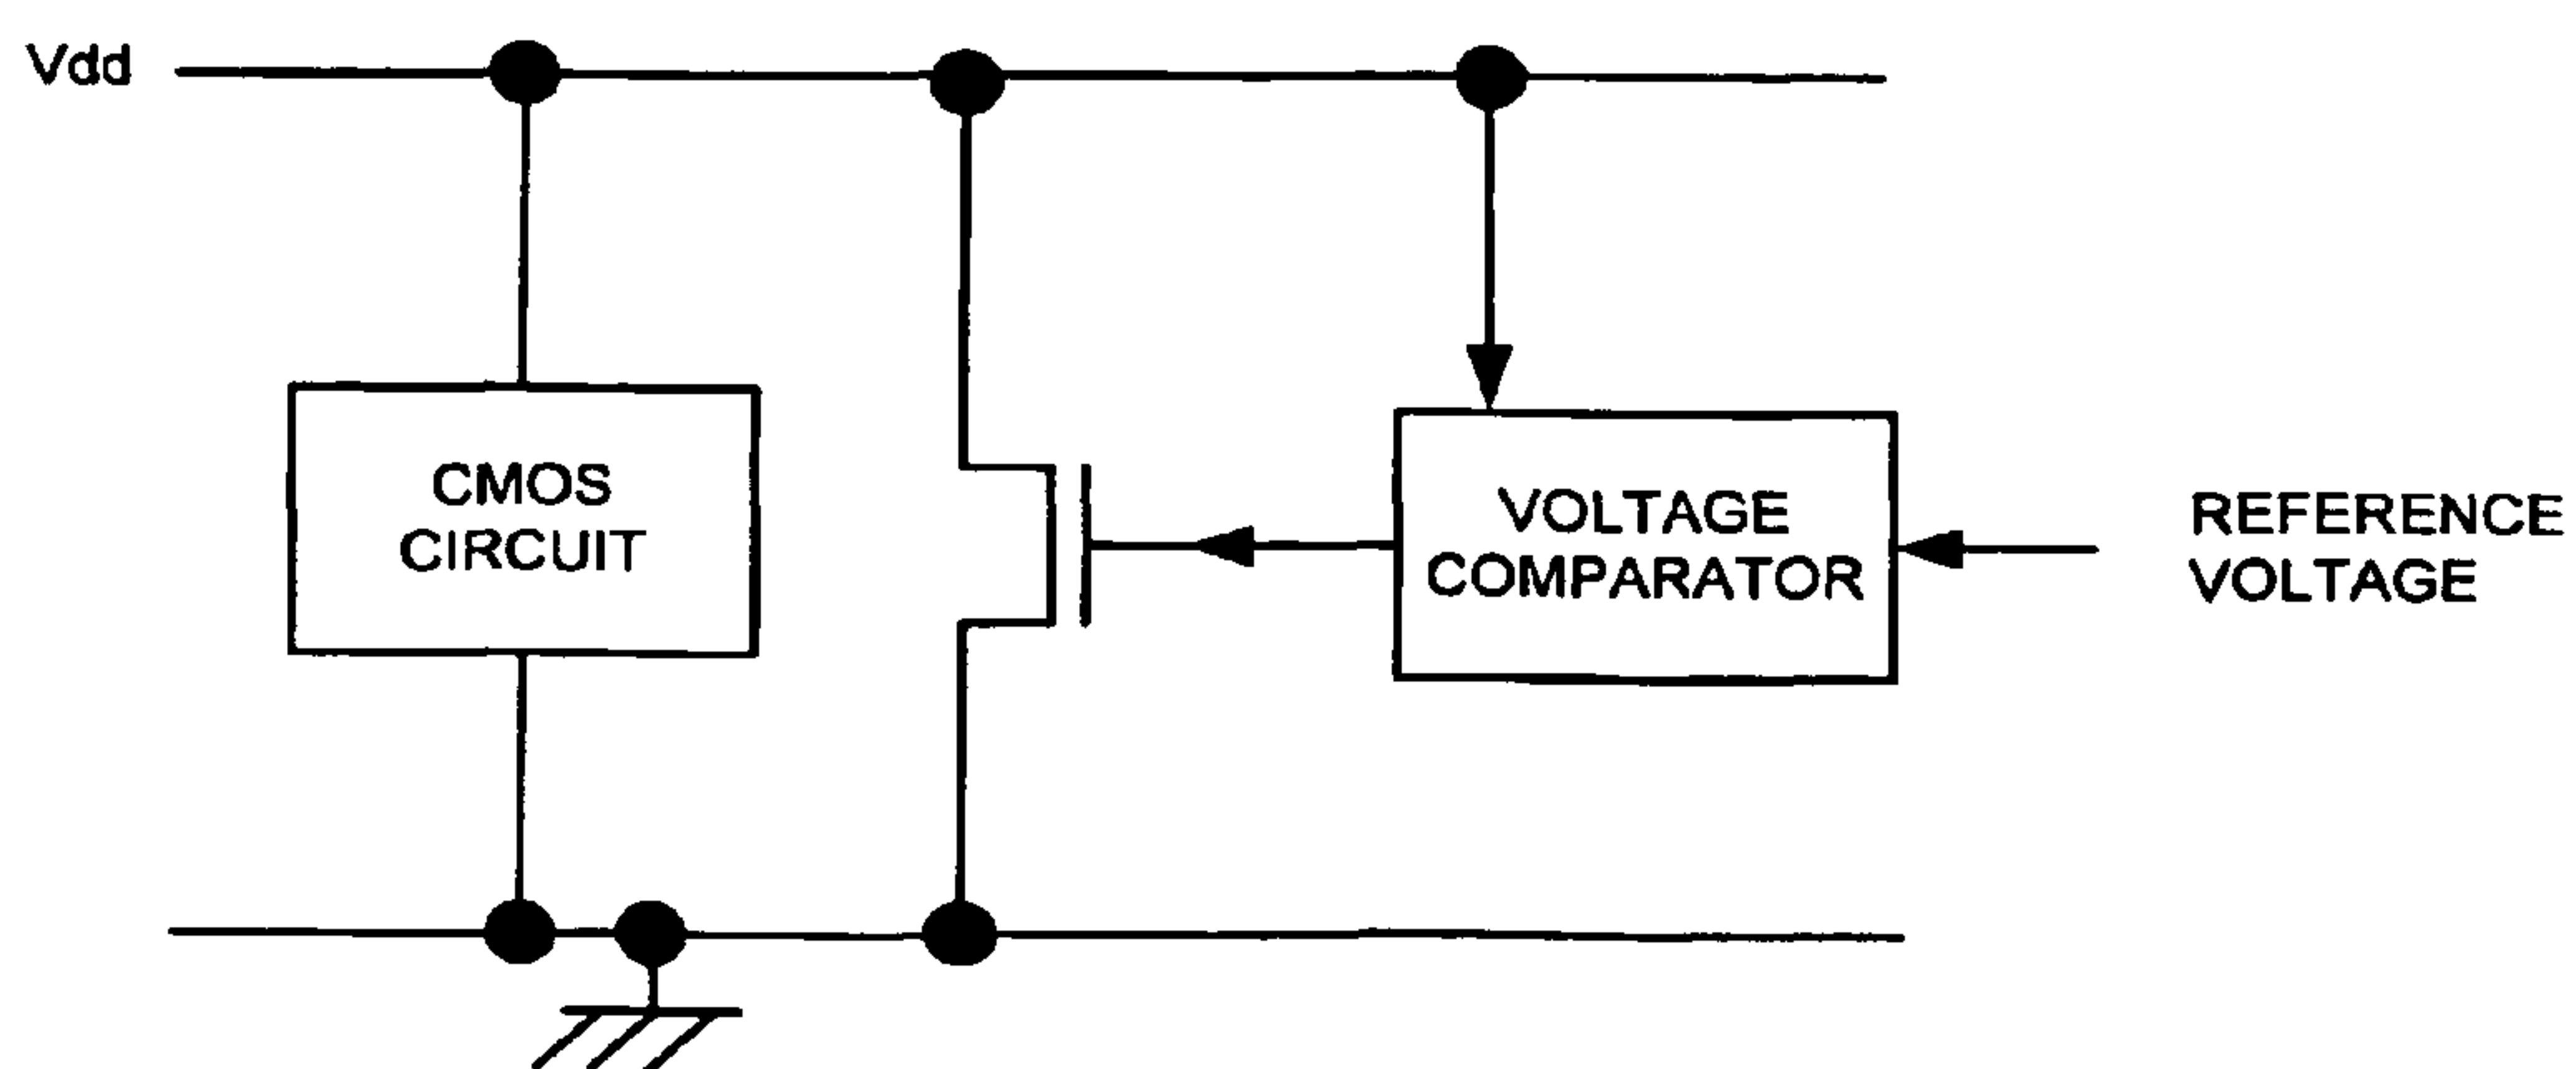 Vdd
CMOS
CIRCUIT
VOLTAGE
COMPARATOR
REFERENCE
VOLTAGE